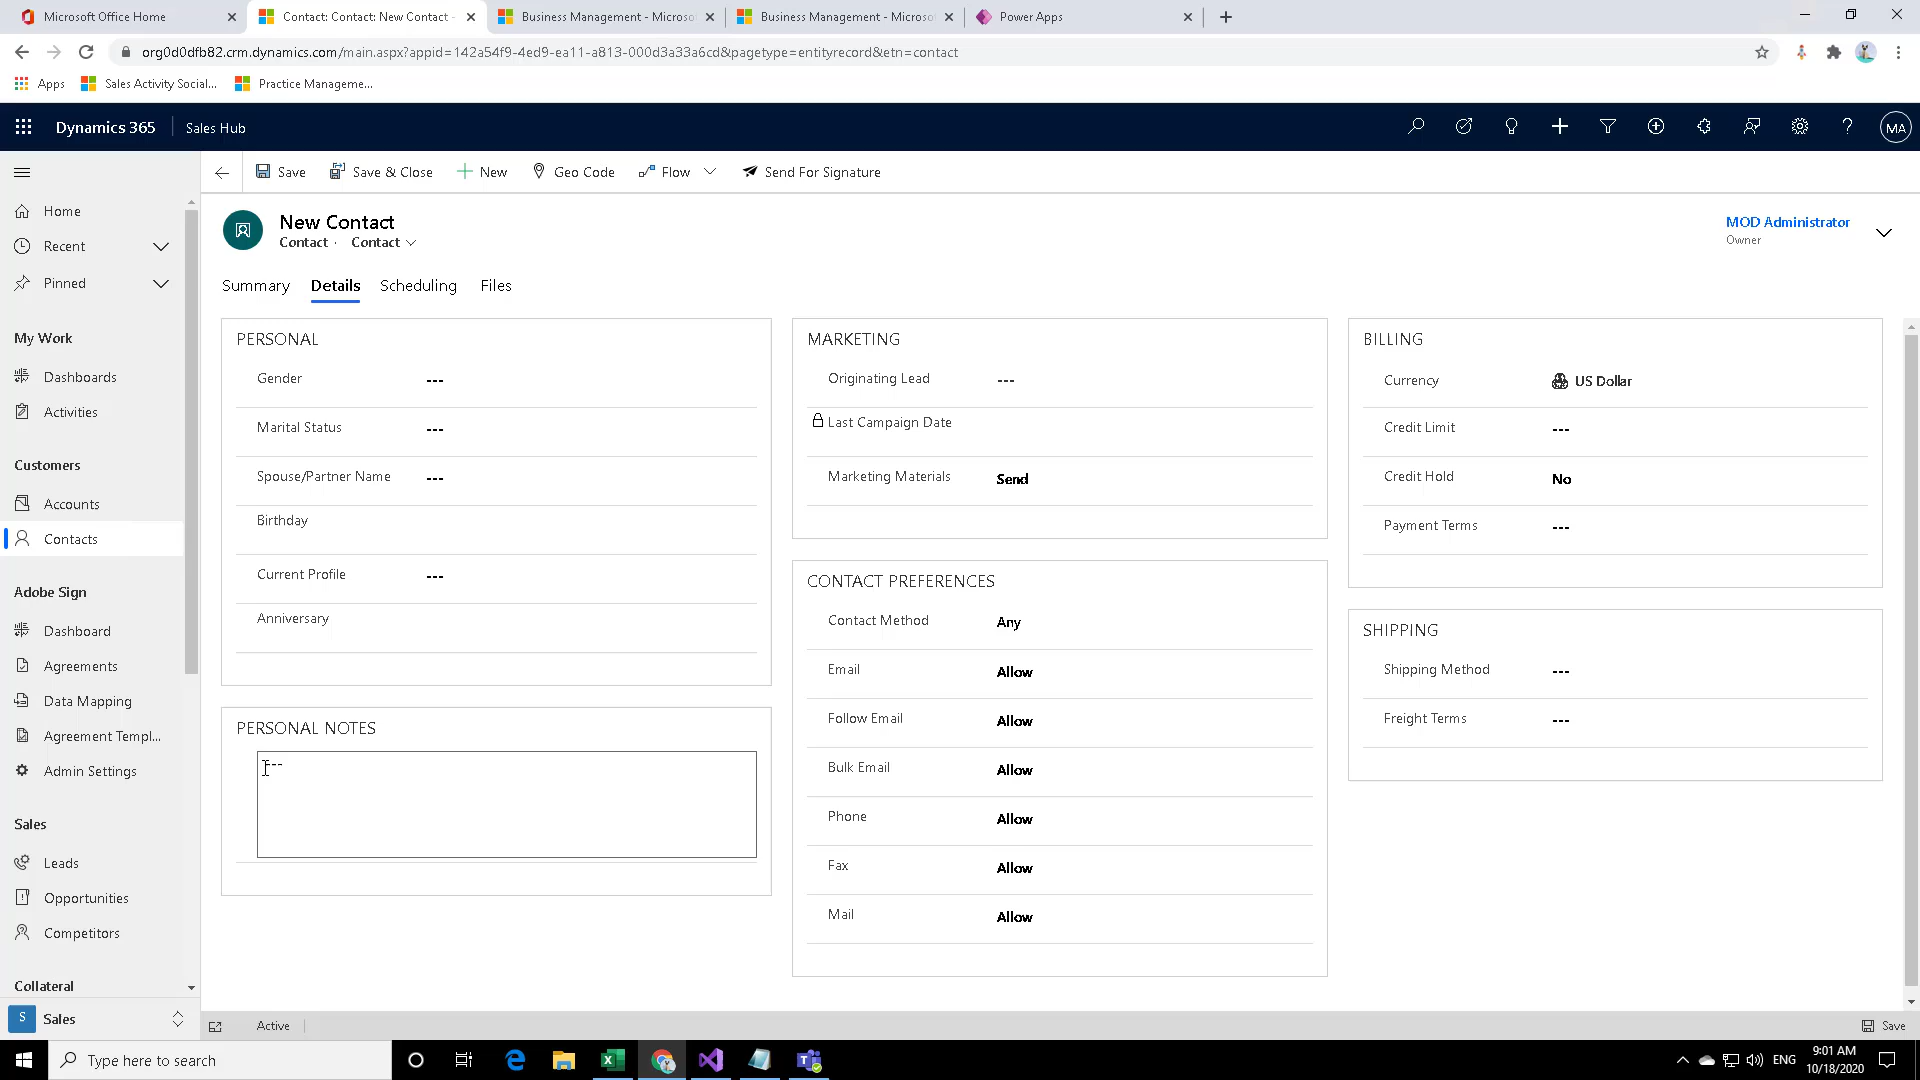 Microsoft Office Home
Contact: Contact: New Contact -
Business Management - Microso
Business Management - Microso
Power Apps
org0d0dfb82.crm.dynamics.com/main.aspx?appid=142a54f9-4ed9-ea11-a813-000d3a33a6cd&pagetype=entityrecord&etn=contact
Apps
Sales Activity Social...
Practice Manageme...
Dynamics 365
Sales Hub
MA
Save
Save & Close
New
Geo Code
Flow
Send For Signature
Home
Recent
Pinned
My Work
Dashboards
Activities
Customers
Accounts
Contacts
Adobe Sign
Dashboard
Agreements
Data Mapping
Agreement Templ...
Admin Settings
Sales
Leads
Opportunities
Competitors
Collateral
S Sales
New Contact
Contact · Contact
MOD Administrator
Owner
Summary Details Scheduling Files
PERSONAL
Gender ---
Marital Status ---
Spouse/Partner Name ---
Birthday
Current Profile ---
Anniversary
PERSONAL NOTES
---
MARKETING
Originating Lead ---
Last Campaign Date
Marketing Materials Send
CONTACT PREFERENCES
Contact Method Any
Email Allow
Follow Email Allow
Bulk Email Allow
Phone Allow
Fax Allow
Mail Allow
BILLING
Currency US Dollar
Credit Limit ---
Credit Hold No
Payment Terms ---
SHIPPING
Shipping Method ---
Freight Terms ---
Active
Save
Type here to search
ENG
9:01 AM
10/18/2020